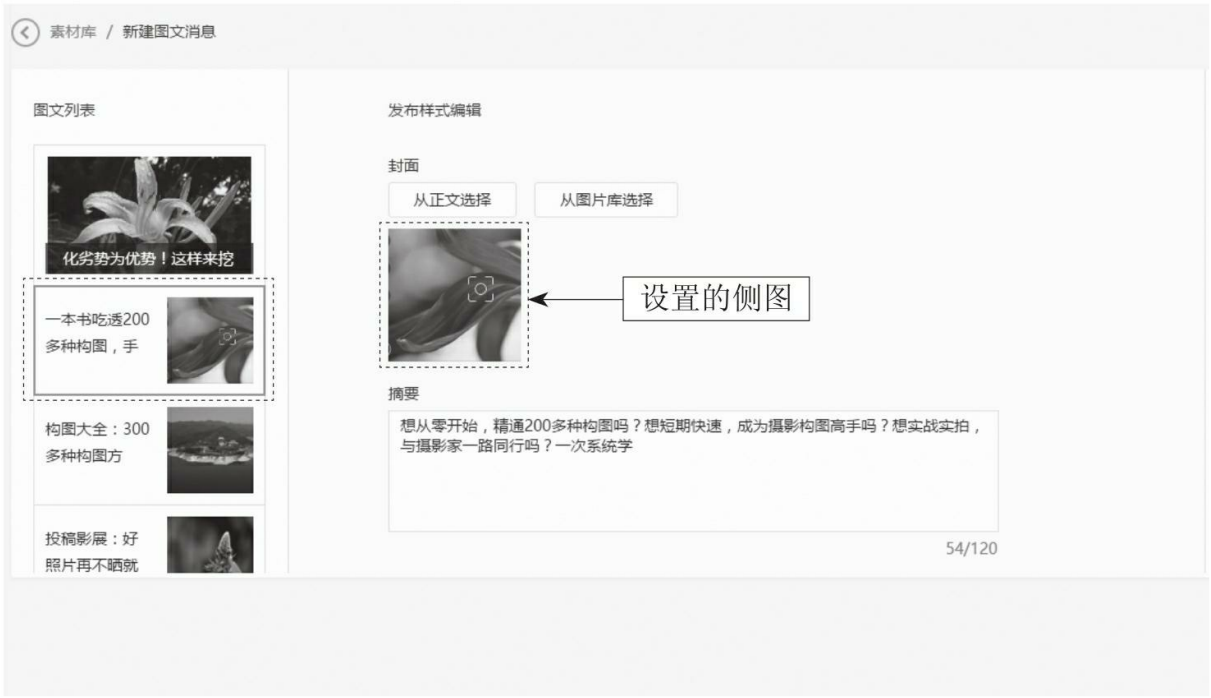 素材库 / 新建图文消息
图文列表
化劣势为优势！这样来挖
一本书吃透200
多种构图，手
构图大全：300
多种构图方
投稿影展：好
照片再不晒就
发布样式编辑
封面
从正文选择
从图片库选择
设置的侧图
摘要
想从零开始，精通200多种构图吗？想短期快速，成为摄影构图高手吗？想实战实拍，
与摄影家一路同行吗？一次系统学
54/120